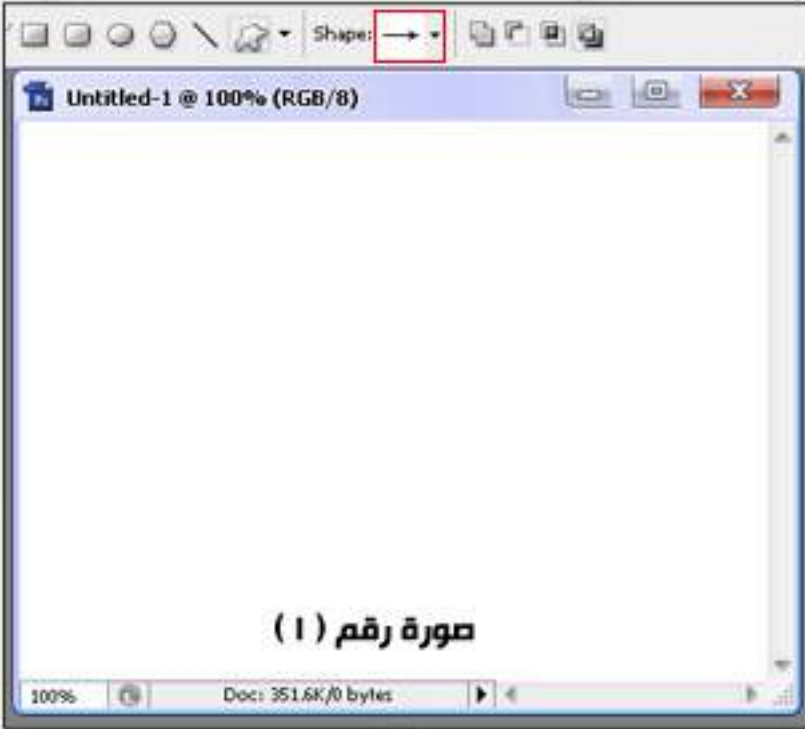 Shape:
Untitled-1 @ 100% (RGB/8)
صورة رقم ( ١ )
100% Doc: 351.6K/0 bytes